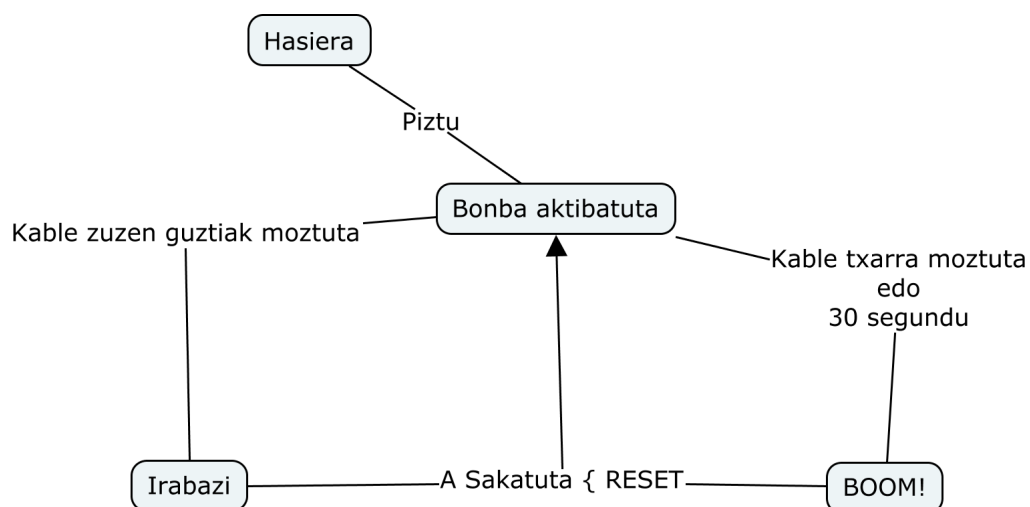 Hasiera
Piztu
Bonba aktibatuta
Kable zuzen guztiak moztuta
Kable txarra moztuta
edo
30 segundu
Irabazi
A Sakatuta { RESET
BOOM!